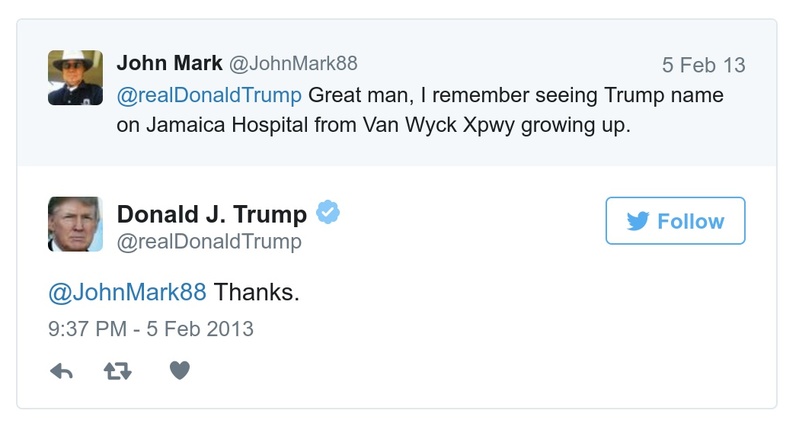 John Mark @JohnMark88 5 Feb 13
@realDonaldTrump Great man, I remember seeing Trump name
on Jamaica Hospital from Van Wyck Xpwy growing up.
Donald J. Trump
@realDonaldTrump
Follow
@JohnMark88 Thanks.
9:37 PM - 5 Feb 2013